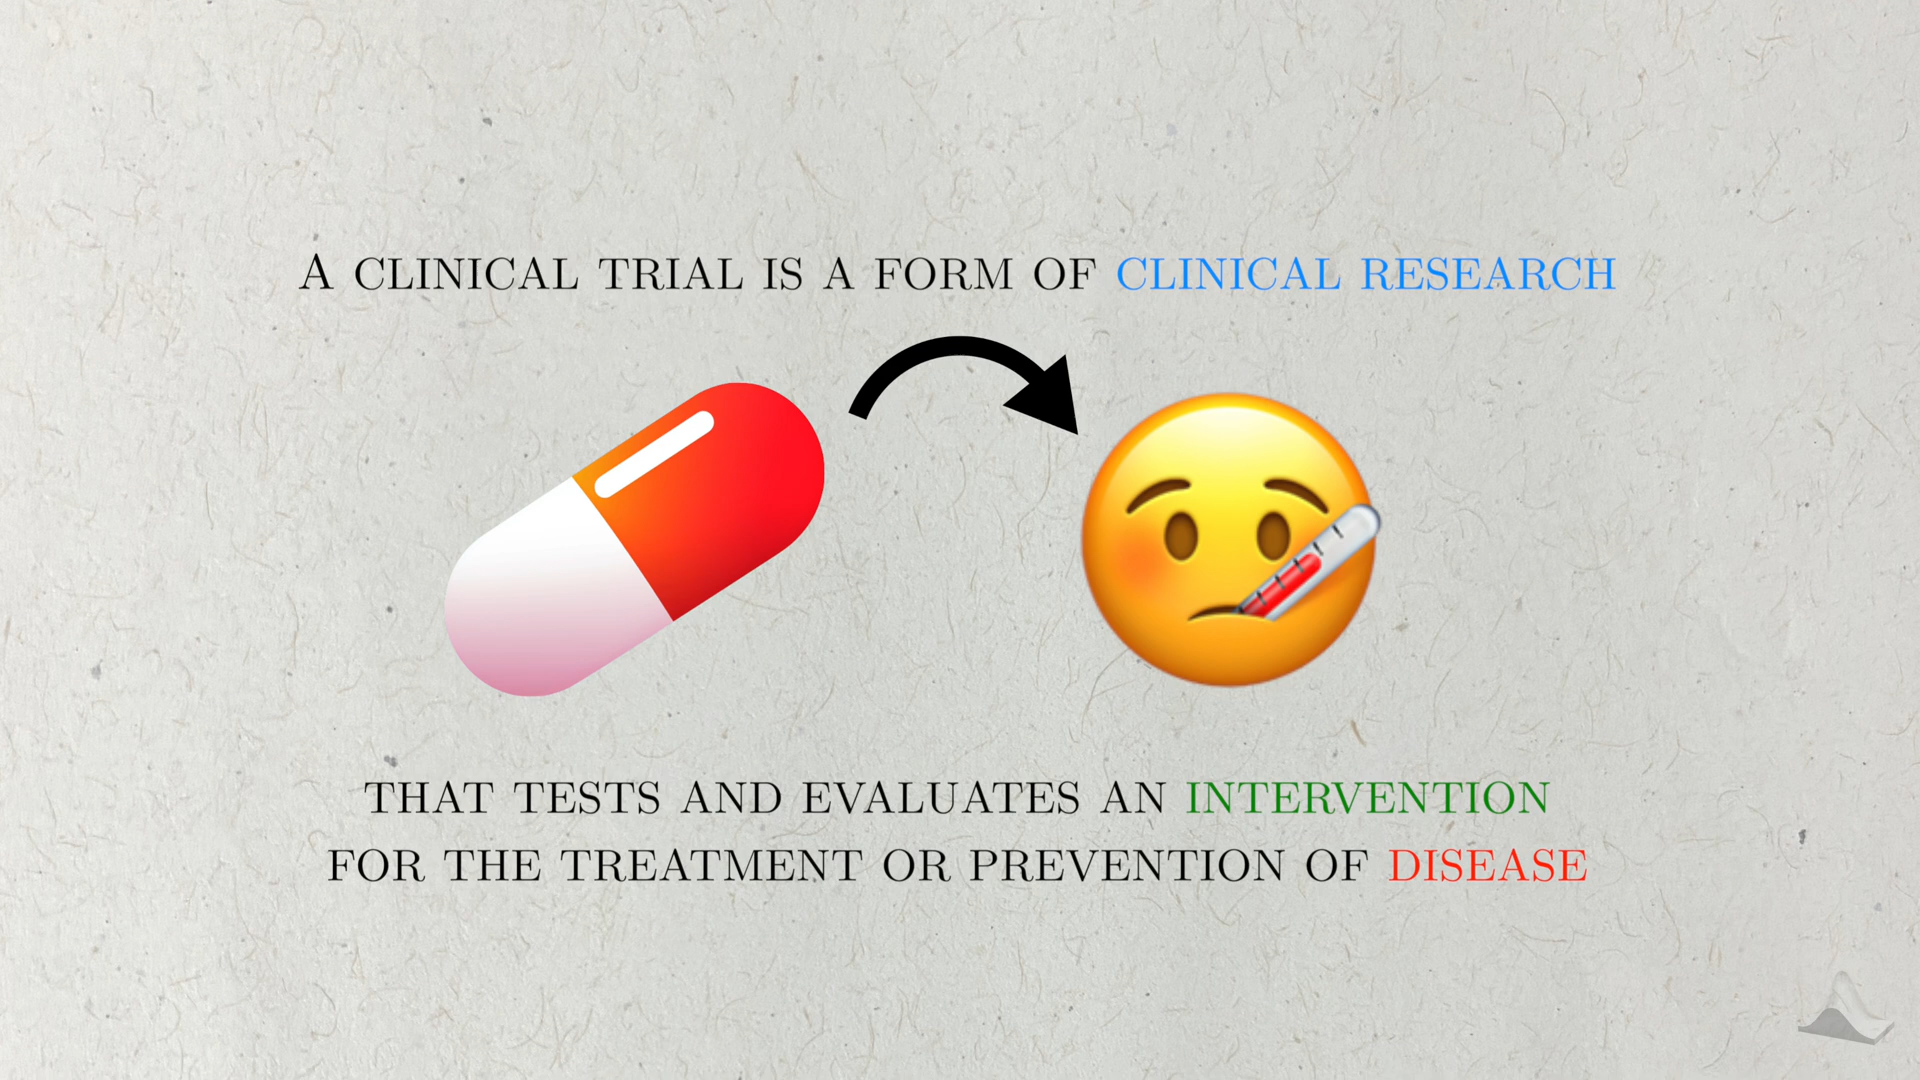 A CLINICAL TRIAL IS A FORM OF CLINICAL RESEARCH
THAT TESTS AND EVALUATES AN INTERVENTION
FOR THE TREATMENT OR PREVENTION OF DISEASE